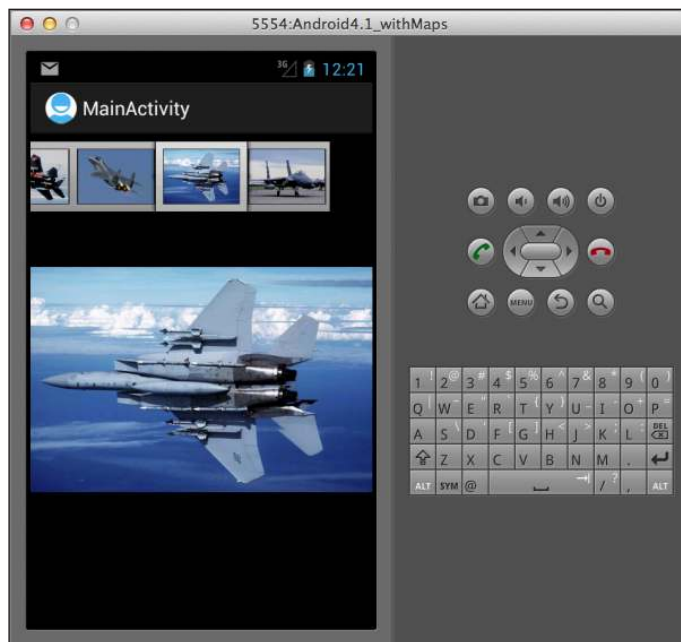 5554:Android4.1_withMaps
3G 12:21
MainActivity
MENU
1 ! 2 @ 3 # 4 $ 5 % 6 ^ 7 & 8 * 9 ( 0 )
Q | W ~ E " R ` T { Y } U _ I - O + P =
A S \ D ' F [ G ] H < J > K ; L : DEL
Z X C V B N M .
ALT SYM @ / ? , ALT